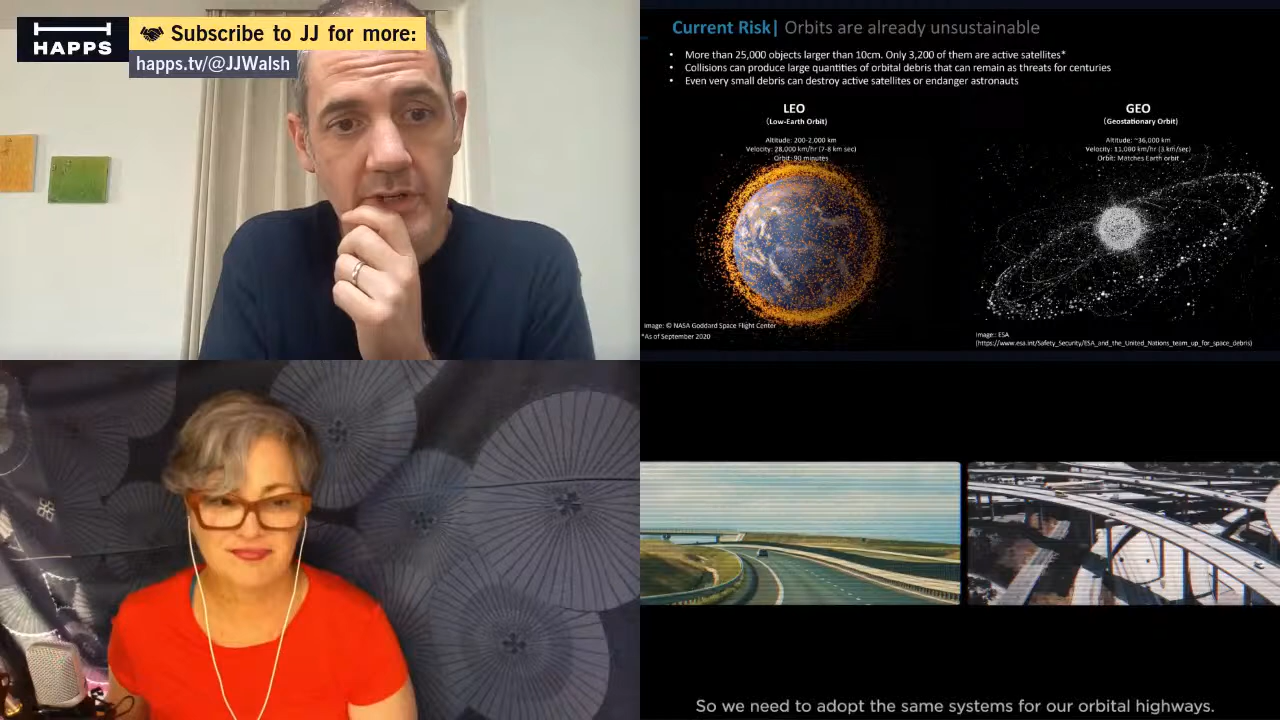 HAPPS
Subscribe to JJ for more:
happs.tv/@JJWalsh
Current Risk| Orbits are already unsustainable
• More than 25,000 objects larger than 10cm. Only 3,200 of them are active satellites*
• Collisions can produce large quantities of orbital debris that can remain as threats for centuries
• Even very small debris can destroy active satellites or endanger astronauts
LEO
(Low-Earth Orbit)
Altitude: 200-2,000 km
Velocity: 28,000 km/hr (7-8 km sec)
Orbit: 90 minutes
GEO
(Geostationary Orbit)
Altitude: ~36,000 km
Velocity: 11,000 km/hr (3 km/sec)
Orbit: Matches Earth orbit
Image: © NASA Goddard Space Flight Center
*As of September 2020
Image: ESA
(https://www.esa.int/Safety_Security/ESA_and_the_United_Nations_team_up_for_space_debris)
So we need to adopt the same systems for our orbital highways.